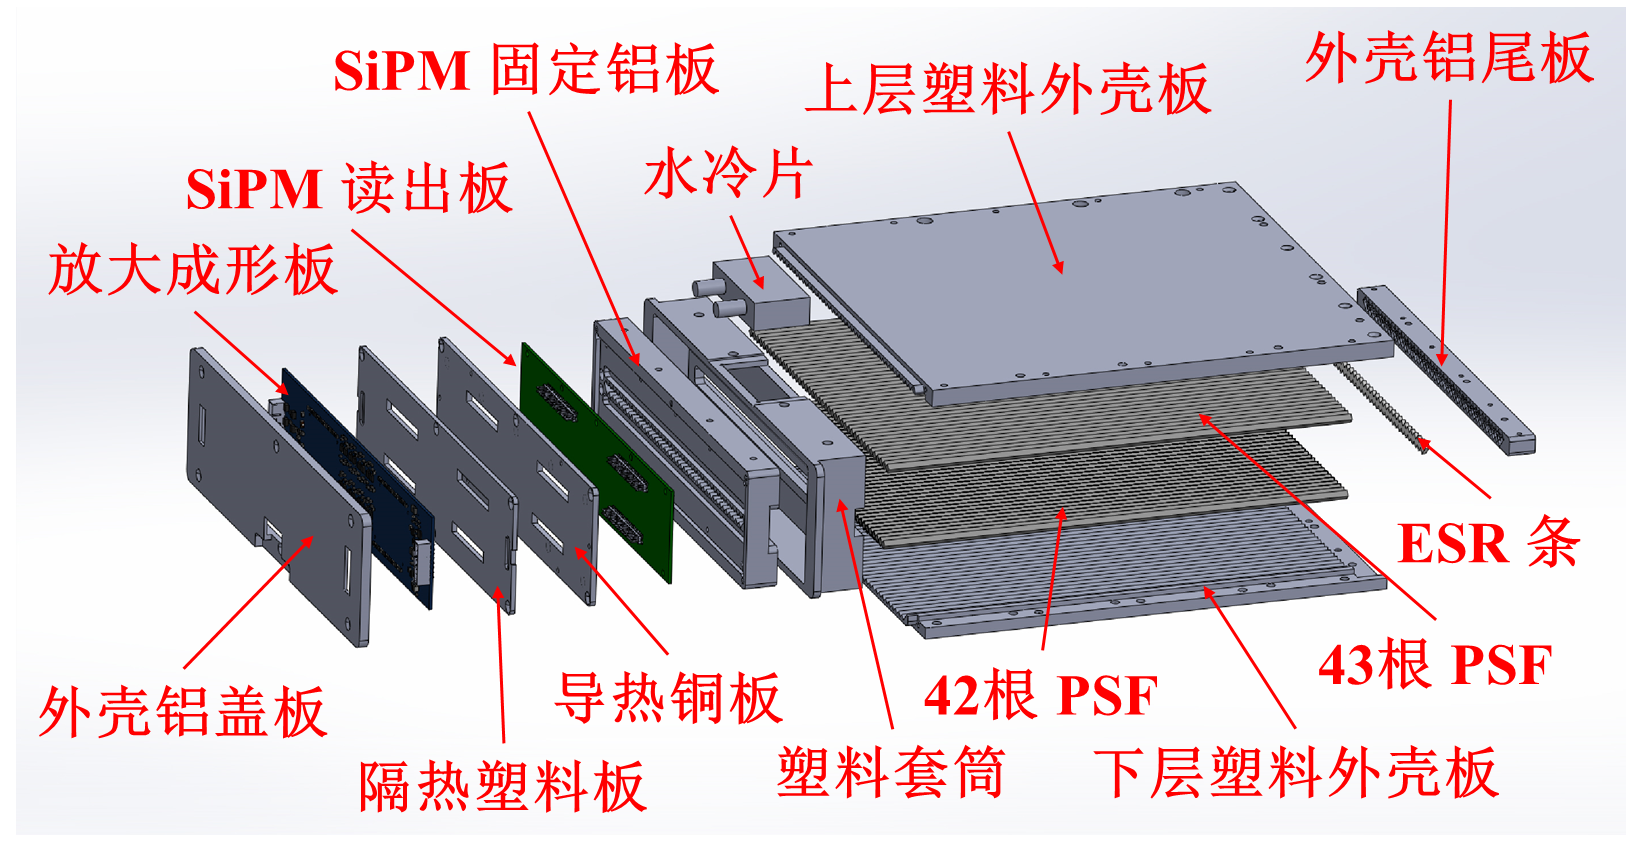 SiPM 固定铝板
上层塑料外壳板
外壳铝尾板
水冷片
SiPM 读出板
放大成形板
ESR 条
43根 PSF
42根 PSF
导热铜板
外壳铝盖板
塑料套筒
下层塑料外壳板
隔热塑料板